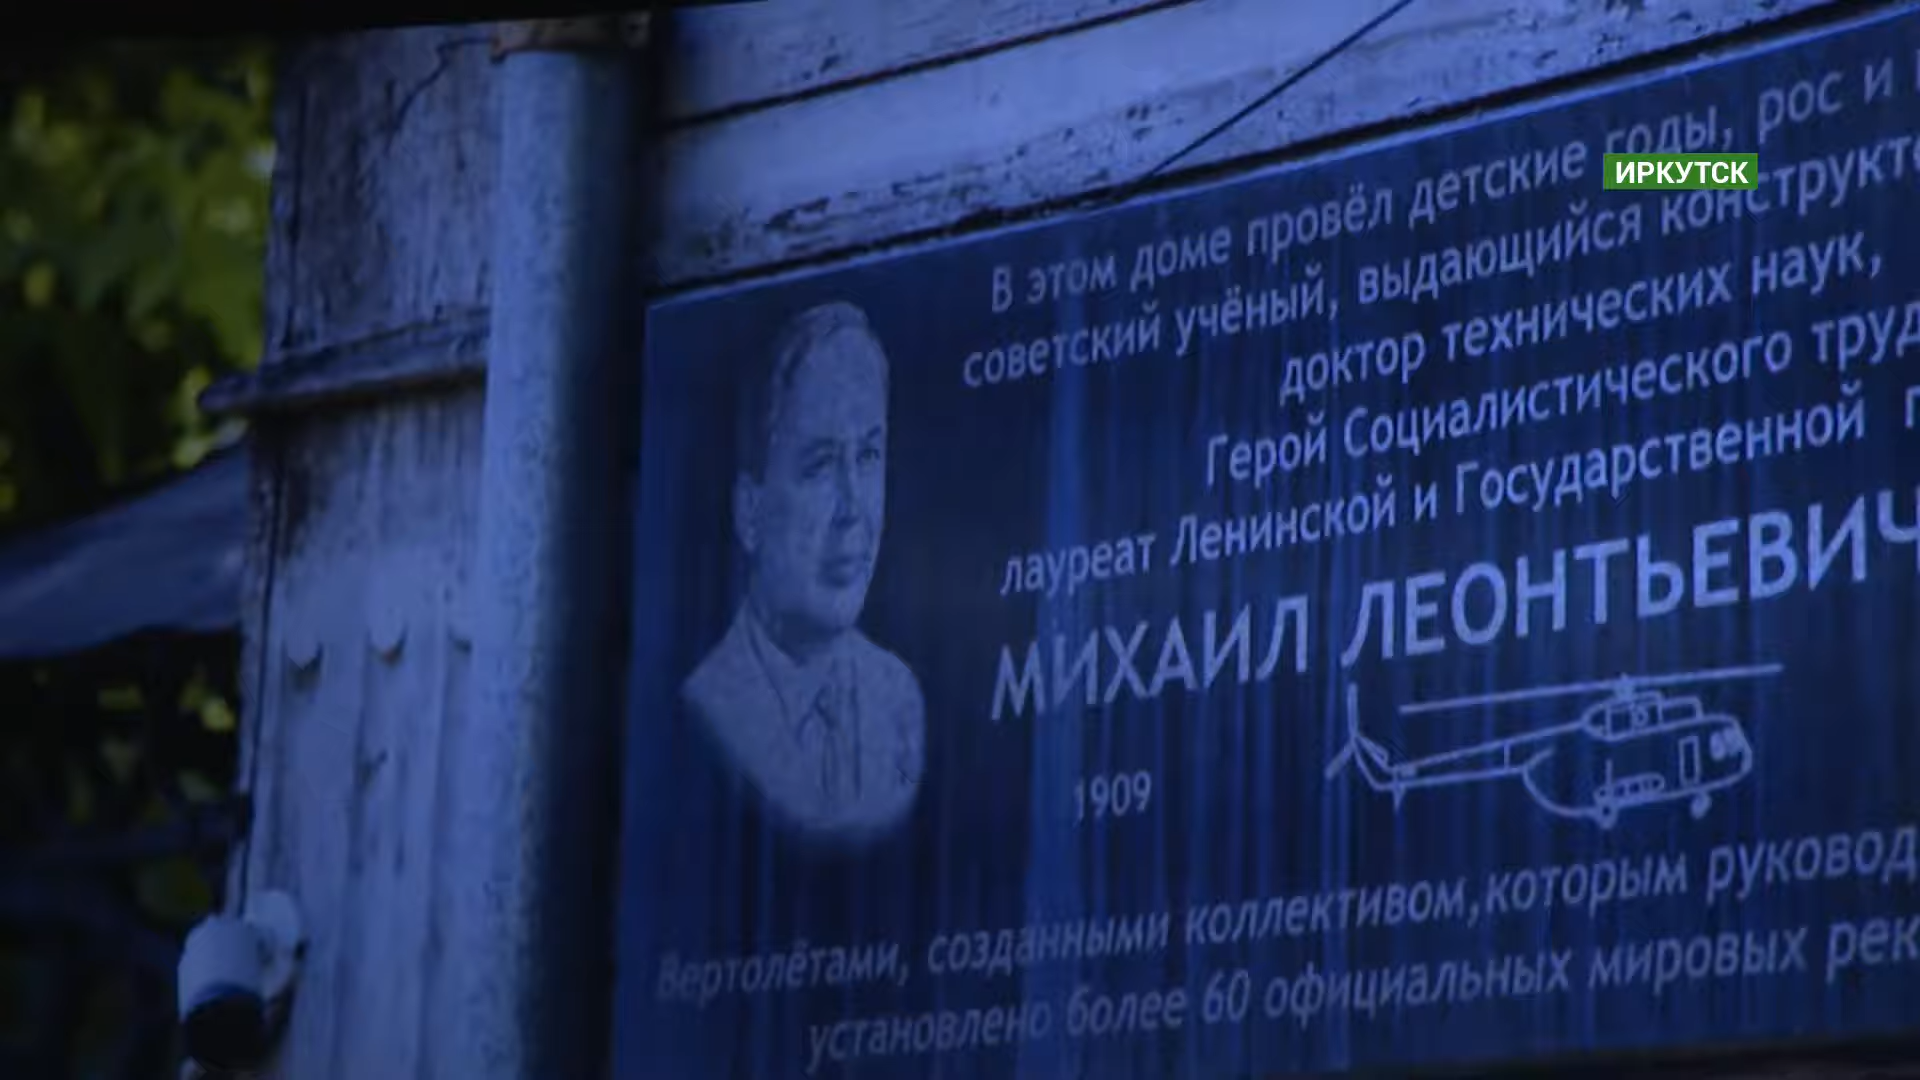 ИРКУТСК
В этом доме провёл детские годы, рос и
советский учёный, выдающийся конструкто
доктор технических наук,
Герой Социалистического труд
лауреат Ленинской и Государственной п
МИХАИЛ ЛЕОНТЬЕВИЧ
1909
Вертолётами, созданными коллективом,которым руковод
установлено более 60 официальных мировых рек